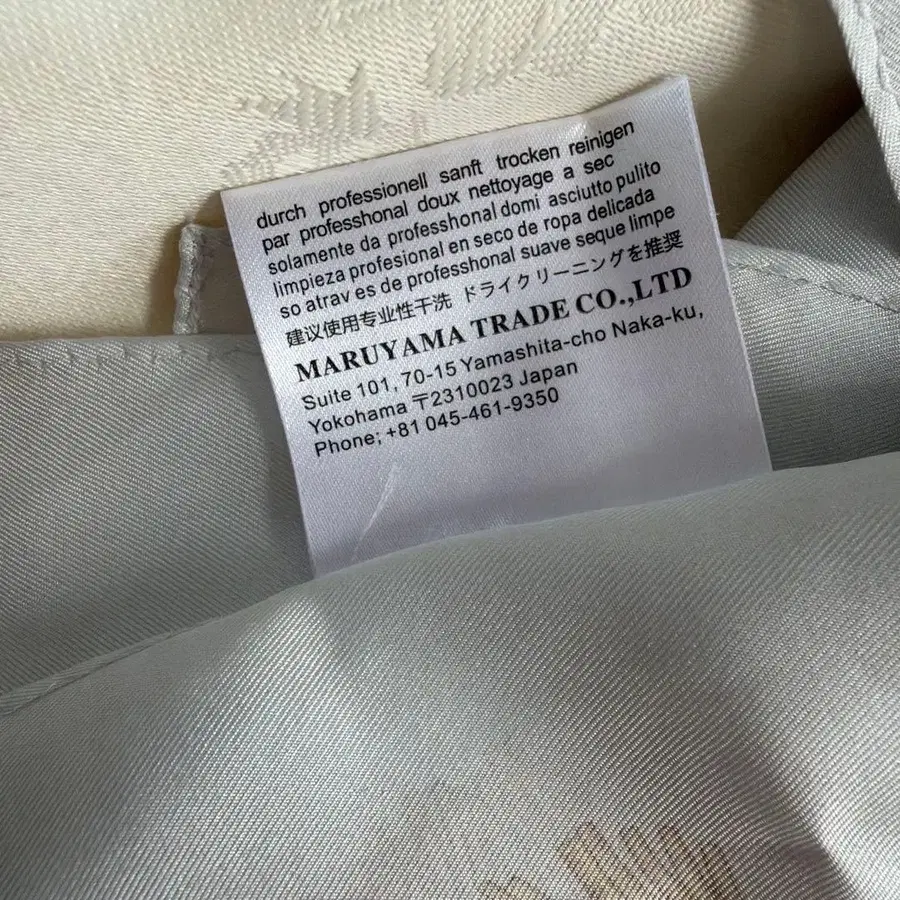 durch professionell sanft trocken reinigen
par professhonal doux nettoyage a sec
solamente da professhonal domi asciutto pulito
limpieza profesional en seco de ropa delicada
so atrav es de professhonal suave seque limpe
建议使用专业性干洗 ドライクリーニングを推奨
MARUYAMA TRADE CO.,LTD
Suite 101, 70-15 Yamashita-cho Naka-ku,
Yokohama 〒2310023 Japan
Phone; +81 045-461-9350